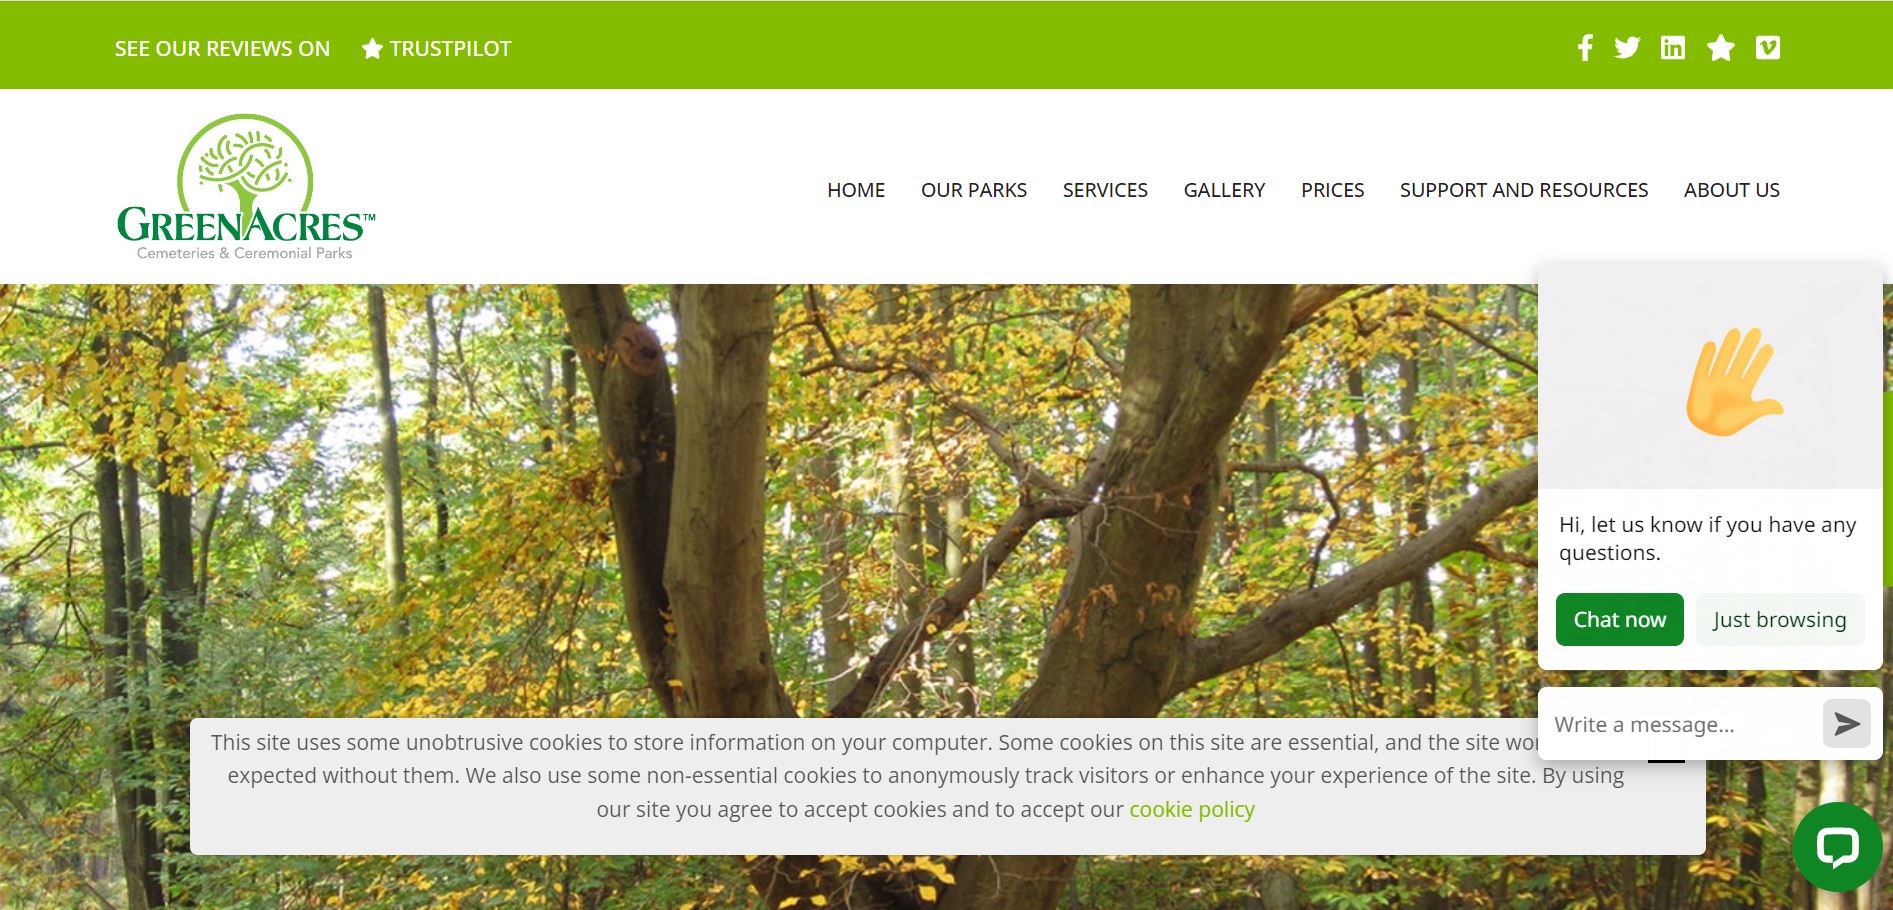 SEE OUR REVIEWS ON TRUSTPILOT
HOME OUR PARKS SERVICES GALLERY PRICES SUPPORT AND RESOURCES ABOUT US
GREENACRES™
Cemeteries & Ceremonial Parks
Hi, let us know if you have any
questions.
Chat now Just browsing
Write a message...
This site uses some unobtrusive cookies to store information on your computer. Some cookies on this site are essential, and the site
expected without them. We also use some non-essential cookies to anonymously track visitors or enhance your experience of the site. By using
our site you agree to accept cookies and to accept our cookie policy